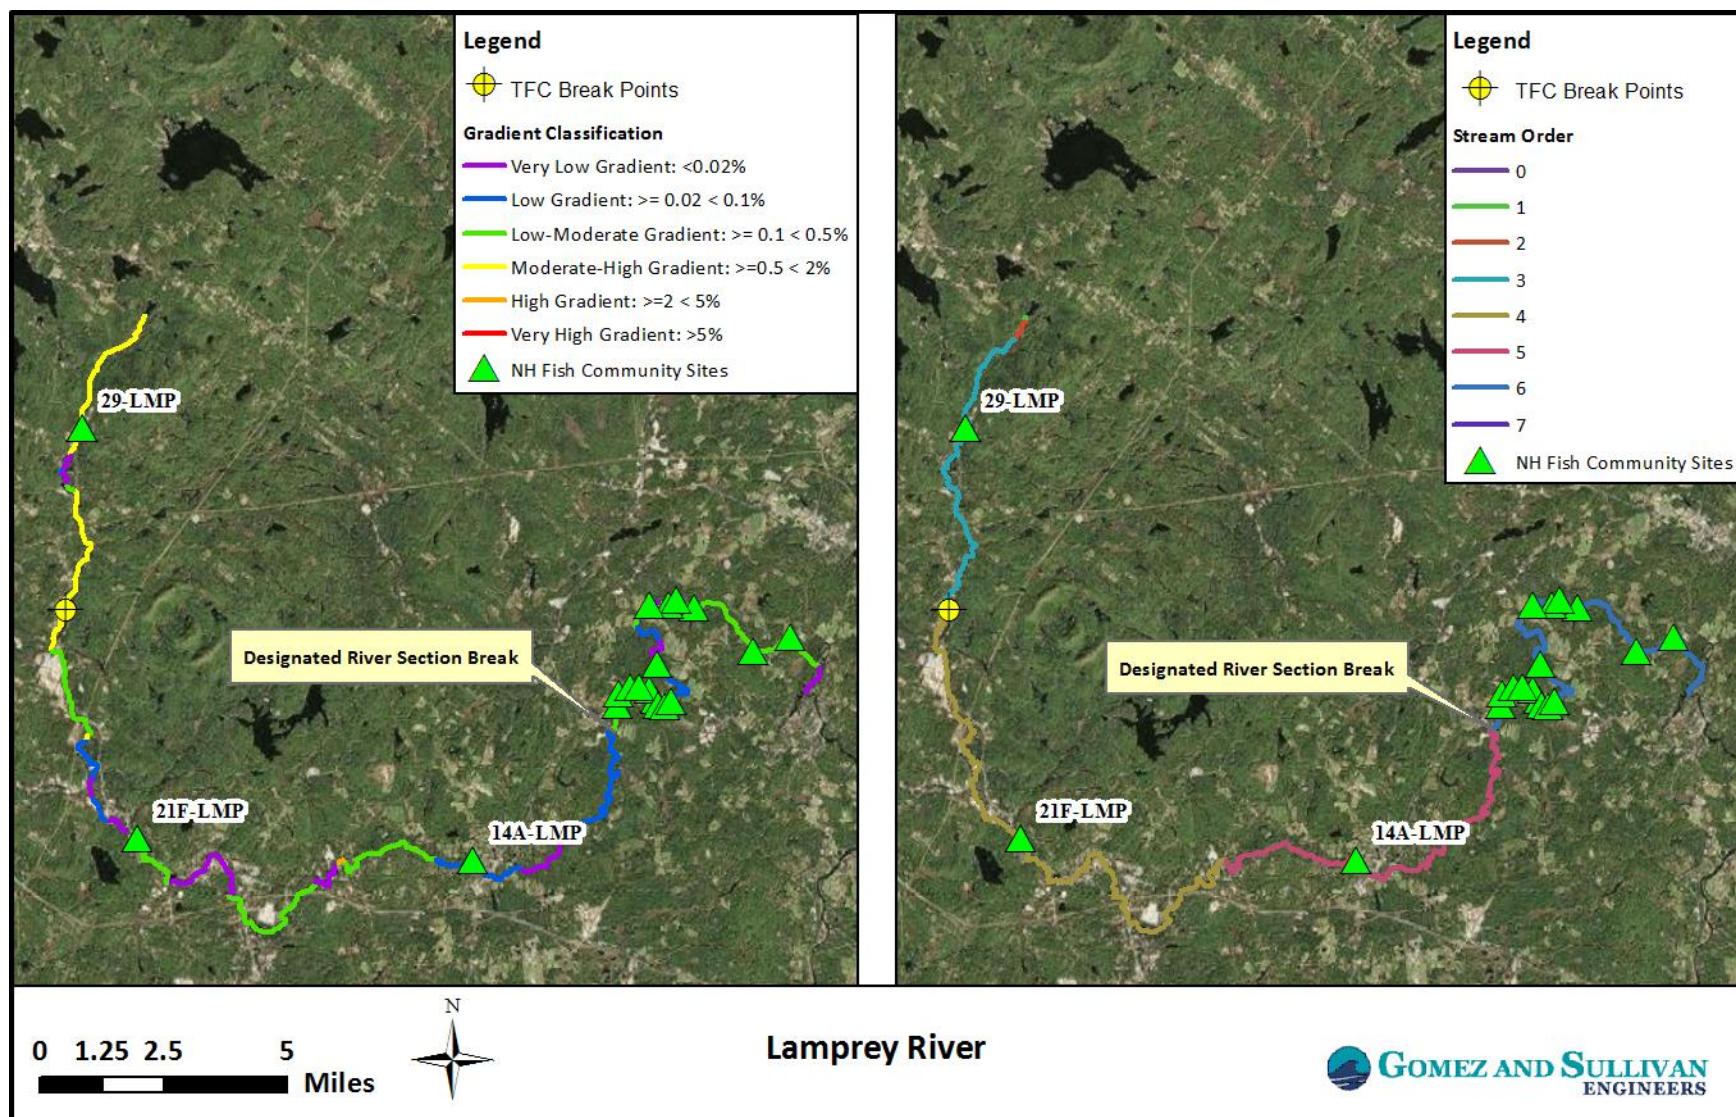 Legend
TFC Break Points
Gradient Classification
Very Low Gradient: <0.02%
Low Gradient: >= 0.02 < 0.1%
Low-Moderate Gradient: >= 0.1 < 0.5%
Moderate-High Gradient: >=0.5 < 2%
High Gradient: >=2 < 5%
Very High Gradient: >5%
NH Fish Community Sites
29-LMP
Designated River Section Break
21F-LMP
14A-LMP
Legend
TFC Break Points
Stream Order
0
1
2
3
4
5
6
7
NH Fish Community Sites
29-LMP
Designated River Section Break
21F-LMP
14A-LMP
0 1.25 2.5 5
Miles
N
Lamprey River
GOMEZ AND SULLIVAN
ENGINEERS